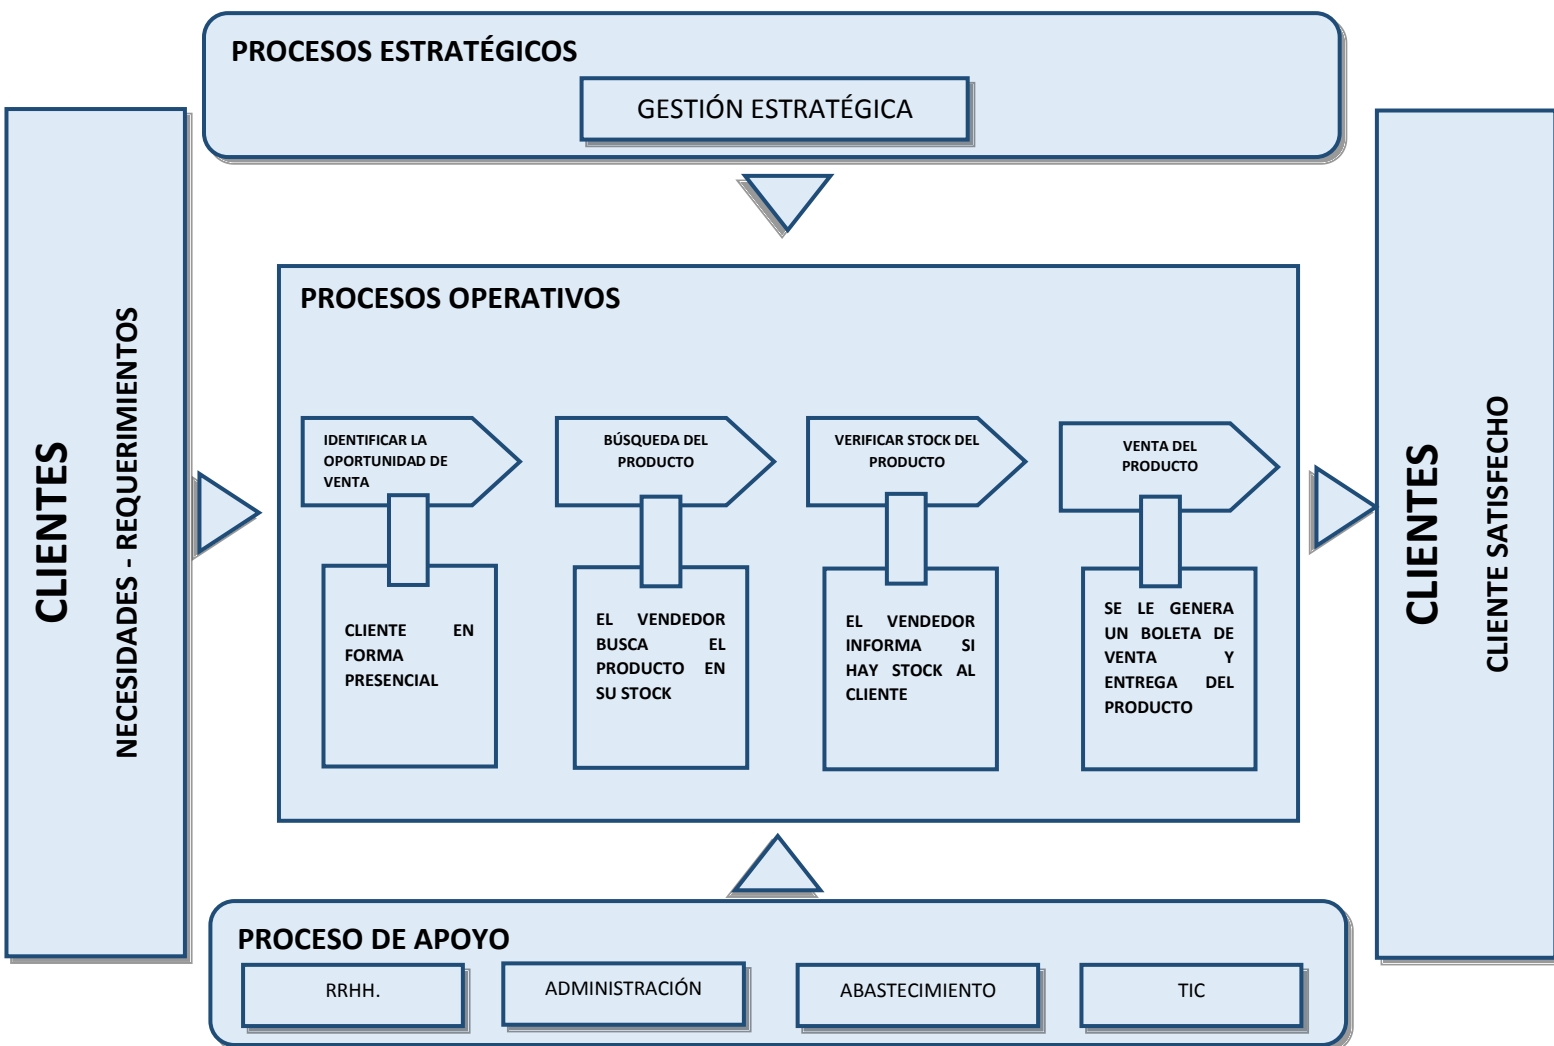 PROCESOS ESTRATÉGICOS
GESTIÓN ESTRATÉGICA
CLIENTES
NECESIDADES - REQUERIMIENTOS
PROCESOS OPERATIVOS
IDENTIFICAR LA
OPORTUNIDAD DE
VENTA
BÚSQUEDA DEL
PRODUCTO
VERIFICAR STOCK DEL
PRODUCTO
VENTA DEL
PRODUCTO
CLIENTE EN
FORMA
PRESENCIAL
EL VENDEDOR
BUSCA EL
PRODUCTO EN
SU STOCK
EL VENDEDOR
INFORMA SI
HAY STOCK AL
CLIENTE
SE LE GENERA
UN BOLETA DE
VENTA Y
ENTREGA DEL
PRODUCTO
CLIENTES
CLIENTE SATISFECHO
PROCESO DE APOYO
RRHH.
ADMINISTRACIÓN
ABASTECIMIENTO
TIC